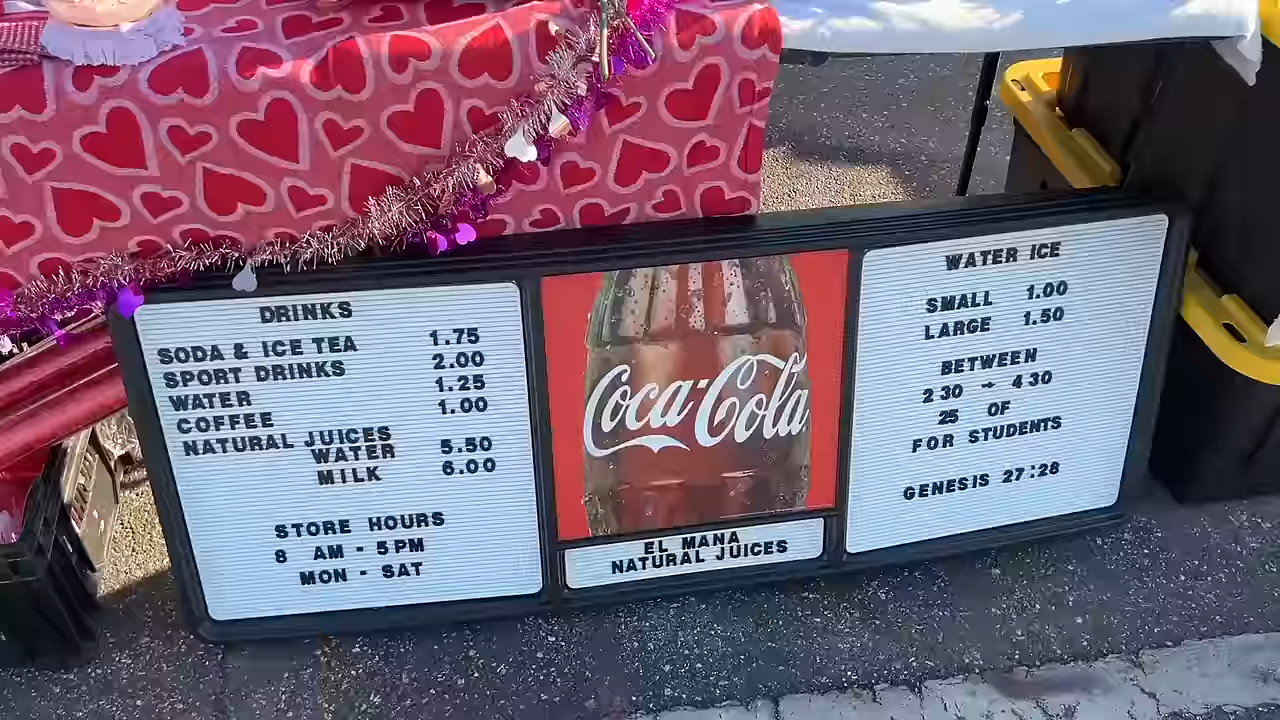 DRINKS
SODA & ICE TEA 1.75
SPORT DRINKS 2.00
WATER 1.25
COFFEE 1.00
NATURAL JUICES
WATER 5.50
MILK 6.00
STORE HOURS
8 AM - 5 PM
MON - SAT
Coca-Cola
EL MANA
NATURAL JUICES
WATER ICE
SMALL 1.00
LARGE 1.50
BETWEEN
2 30 - 4 30
25 OF
FOR STUDENTS
GENESIS 27:28